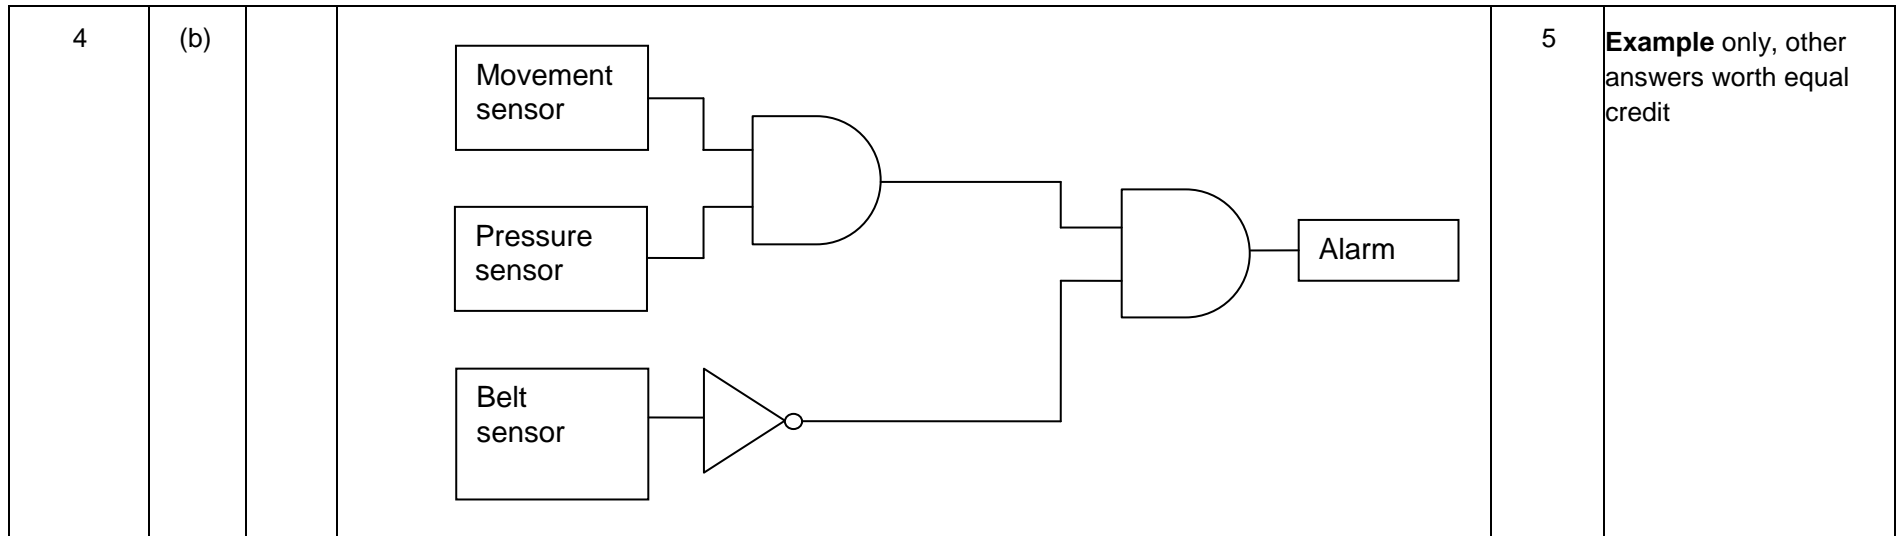 4
(b)
Movement
sensor
Pressure
sensor
Belt
sensor
Alarm
5
Example only, other
answers worth equal
credit